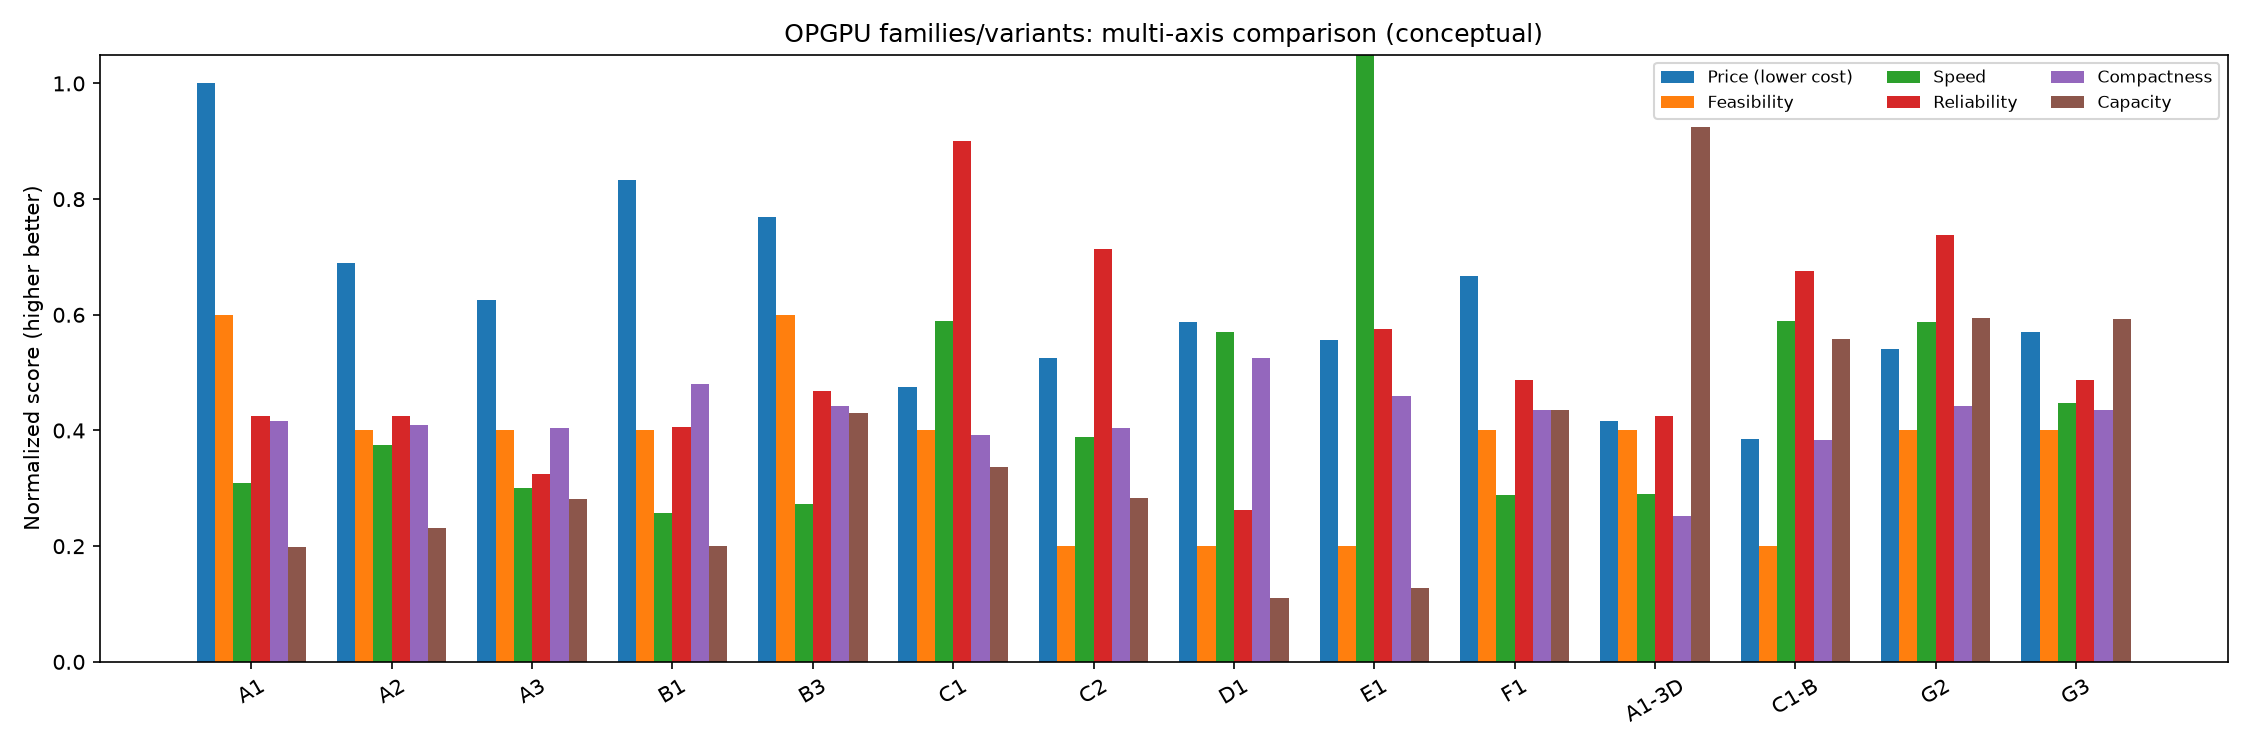 OPGPU families/variants: multi-axis comparison (conceptual)
Normalized score (higher better)
1.0
0.8
0.6
0.4
0.2
0.0
Price (lower cost)
Feasibility
Speed
Reliability
Compactness
Capacity
A1
A2
A3
B1
B3
C1
C2
D1
E1
F1
A1-3D
C1-B
G2
G3